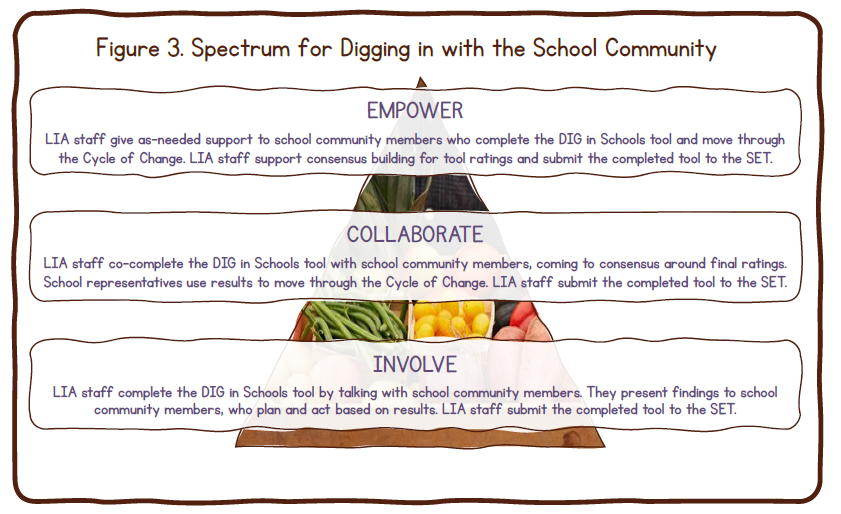 Figure 3. Spectrum for Digging in with the School Community
EMPOWER
LIA staff give as-needed support to school community members who complete the DIG in Schools tool and move through
the Cycle of Change. LIA staff support consensus building for tool ratings and submit the completed tool to the SET.
COLLABORATE
LIA staff co-complete the DIG in Schools tool with school community members, coming to consensus around final ratings.
School representatives use results to move through the Cycle of Change. LIA staff submit the completed tool to the SET.
INVOLVE
LIA staff complete the DIG in Schools tool by talking with school community members. They present findings to school
community members, who plan and act based on results. LIA staff submit the completed tool to the SET.